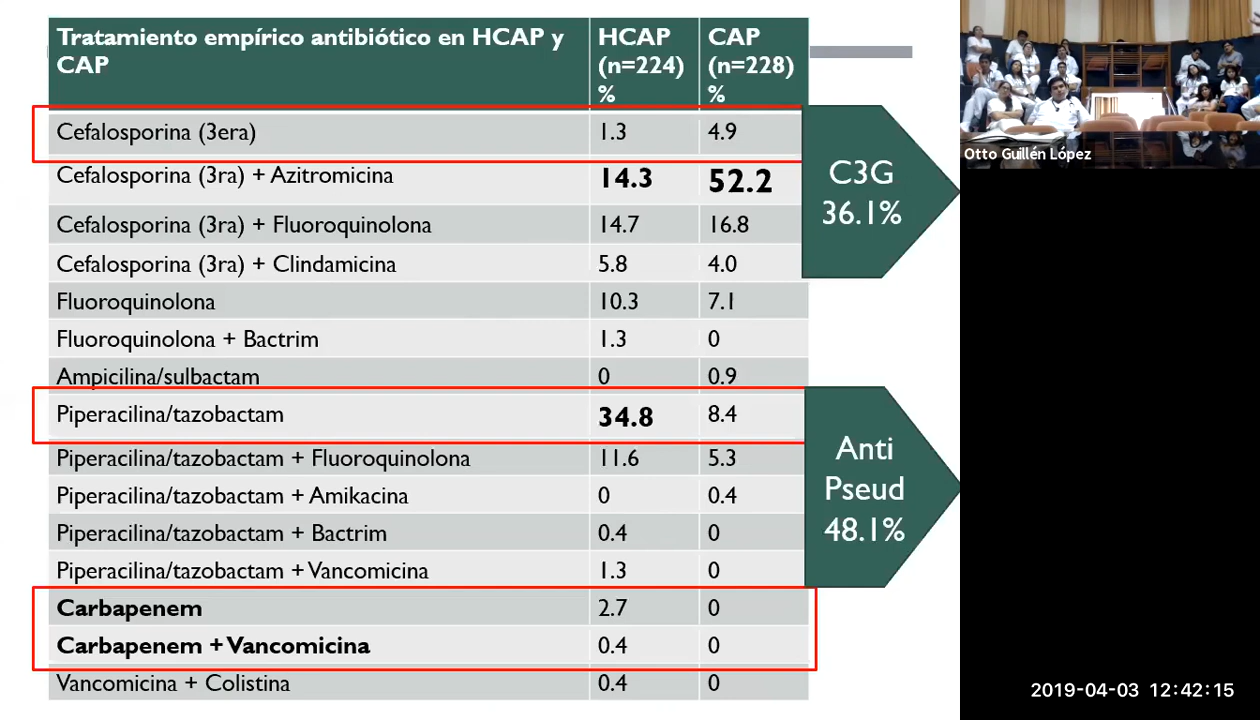 Tratamiento empírico antibiótico en HCAP y
CAP
HCAP
(n=224)
%
CAP
(n=228)
%
Cefalosporina (3era) 1.3 4.9
Cefalosporina (3ra) + Azitromicina 14.3 52.2
Cefalosporina (3ra) + Fluoroquinolona 14.7 16.8
Cefalosporina (3ra) + Clindamicina 5.8 4.0
Fluoroquinolona 10.3 7.1
Fluoroquinolona + Bactrim 1.3 0
Ampicilina/sulbactam 0 0.9
Piperacilina/tazobactam 34.8 8.4
Piperacilina/tazobactam + Fluoroquinolona 11.6 5.3
Piperacilina/tazobactam + Amikacina 0 0.4
Piperacilina/tazobactam + Bactrim 0.4 0
Piperacilina/tazobactam + Vancomicina 1.3 0
Carbapenem 2.7 0
Carbapenem + Vancomicina 0.4 0
Vancomicina + Colistina 0.4 0
C3G
36.1%
Anti
Pseud
48.1%
Otto Guillén López
2019-04-03 12:42:15